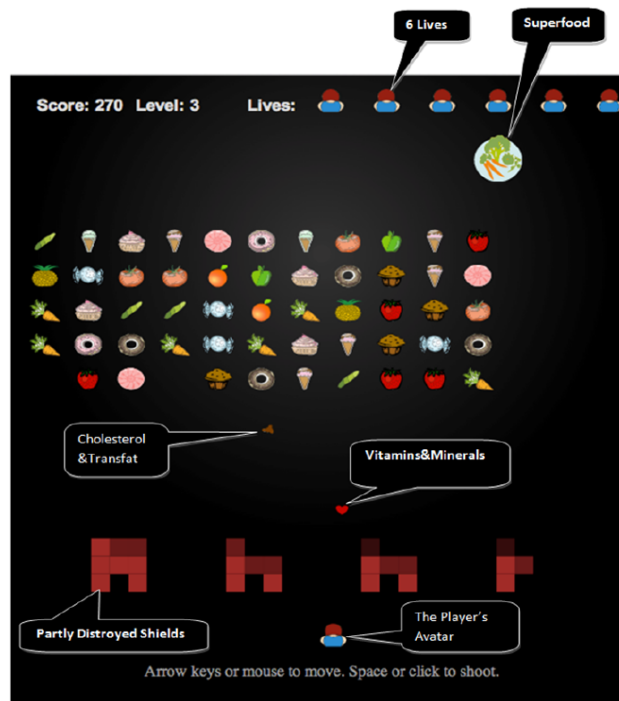 6 Lives
Superfood
Score: 270 Level: 3 Lives:
Cholesterol
&Transfat
Vitamins&Minerals
Partly Distroyed Shields
The Player's
Avatar
Arrow keys or mouse to move. Space or click to shoot.